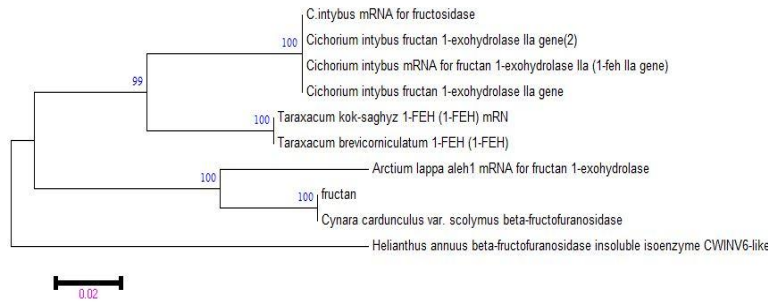 C.intybus mRNA for fructosidase
100
Cichorium intybus fructan 1-exohydrolase IIa gene(2)
Cichorium intybus mRNA for fructan 1-exohydrolase IIa (1-feh IIa gene)
99
Cichorium intybus fructan 1-exohydrolase IIa gene
100
Taraxacum kok-saghyz 1-FEH (1-FEH) mRN
Taraxacum brevicorniculatum 1-FEH (1-FEH)
Arctium lappa aleh1 mRNA for fructan 1-exohydrolase
100
100
fructan
Cynara cardunculus var. scolymus beta-fructofuranosidase
Helianthus annuus beta-fructofuranosidase insoluble isoenzyme CWINV6-like
0.02